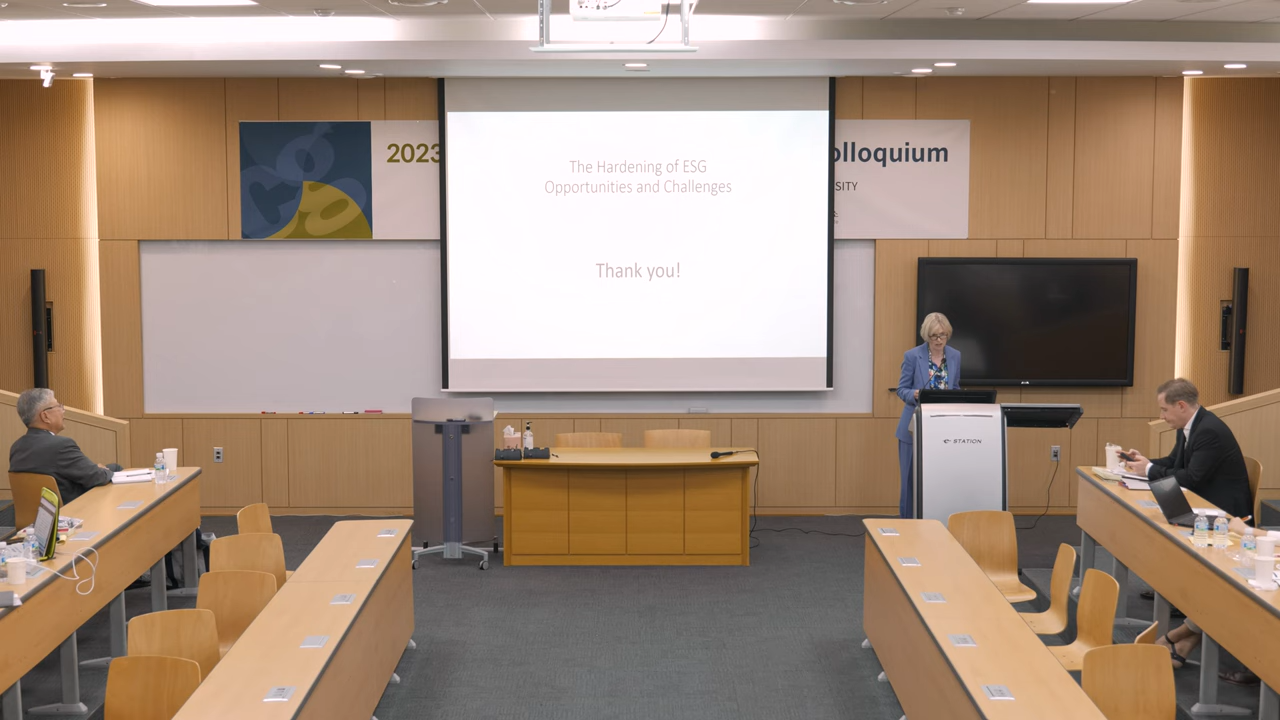 2023
olloquium
SITY
The Hardening of ESG
Opportunities and Challenges
Thank you!
STATION